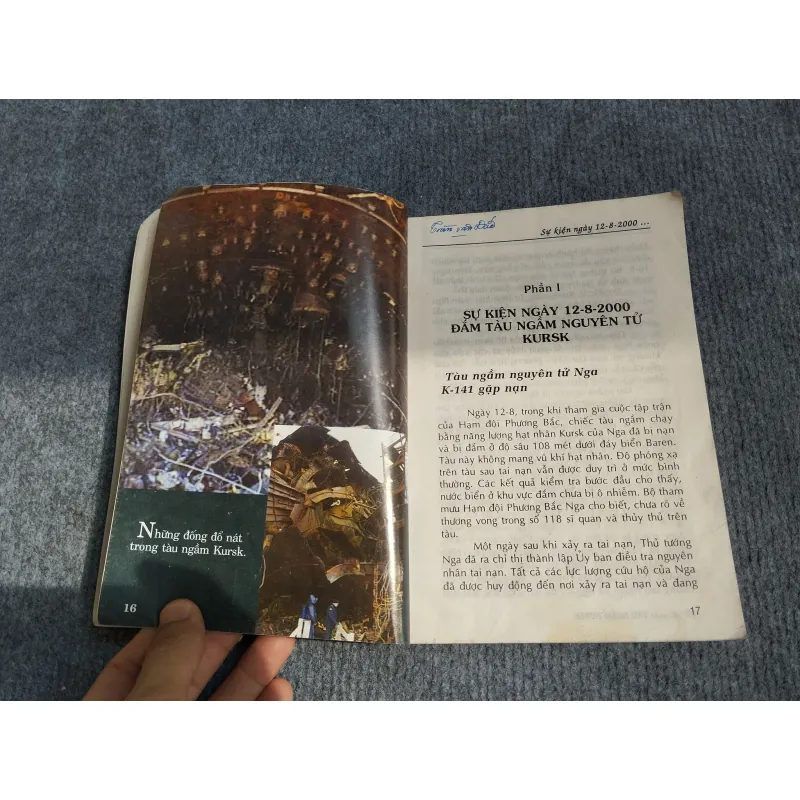 Những đống đổ nát
trong tàu ngầm Kursk.
16
Trần văn
Sự kiện ngày 12-8-2000 ...
Phần I
SỰ KIỆN NGÀY 12-8-2000
ĐẮM TÀU NGẦM NGUYÊN TỬ
KURSK
Tàu ngầm nguyên tử Nga
K-141 gặp nạn
Ngày 12-8, trong khi tham gia cuộc tập trận
của Hạm đội Phương Bắc, chiếc tàu ngầm chạy
bằng năng lượng hạt nhân Kursk của Nga đã bị nạn
và bị đắm ở độ sâu 108 mét dưới đáy biển Baren.
Tàu này không mang vũ khí hạt nhân. Độ phóng xạ
trên tàu sau tai nạn vẫn được duy trì ở mức bình
thường. Các kết quả kiểm tra bước đầu cho thấy,
nước biển ở khu vực đắm chưa bị ô nhiễm. Bộ tham
mưu Hạm đội Phương Bắc Nga cho biết, chưa rõ về
thương vong trong số 118 sĩ quan và thủy thủ trên
tàu.
Một ngày sau khi xảy ra tai nạn, Thủ tướng
Nga đã ra chỉ thị thành lập Ủy ban điều tra nguyên
nhân tai nạn. Tất cả các lực lượng cứu hộ của Nga
đã được huy động đến nơi xảy ra tai nạn và đang
17